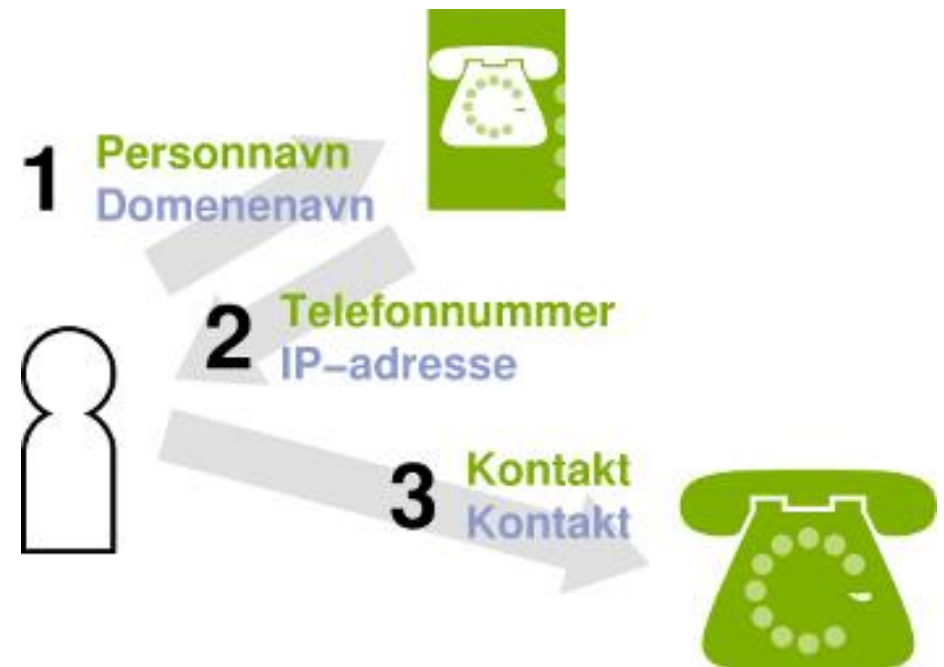 1
Personnavn
Domenenavn
2
Telefonnummer
IP–adresse
3
Kontakt
Kontakt